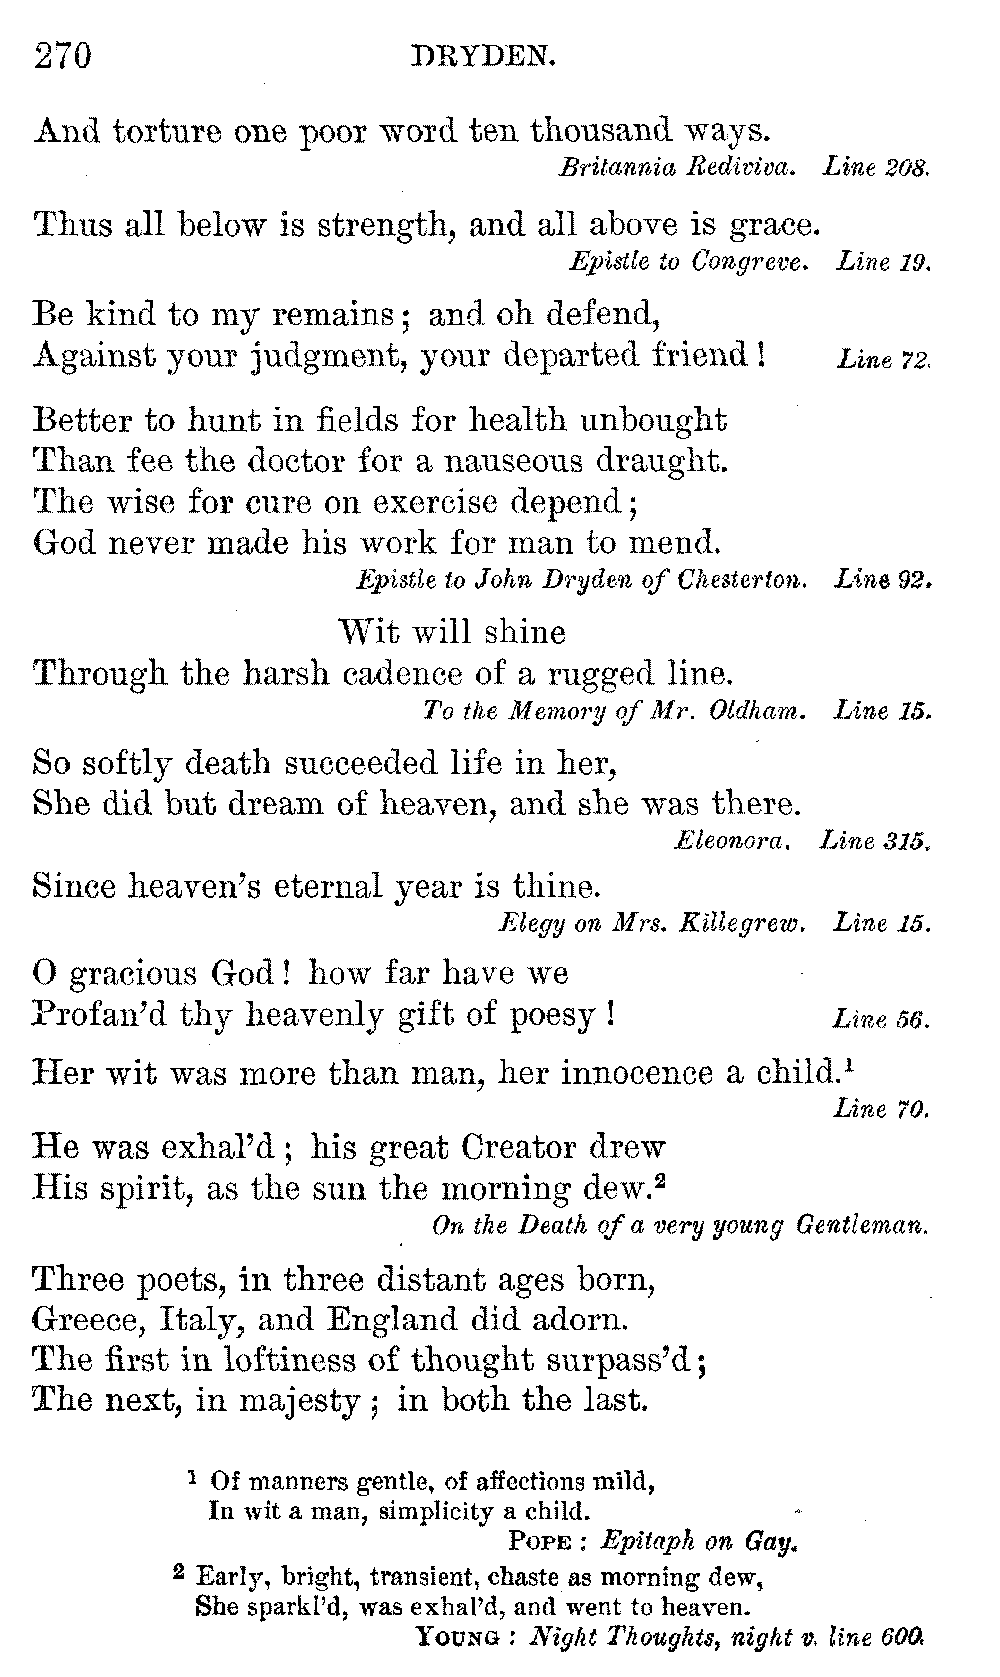 270 DRYDEN.
And torture one poor word ten thousand ways.
Britannia Rediviva. Line 208.
Thus all below is strength, and all above is grace.
Epistle to Congreve. Line 19.
Be kind to my remains; and oh defend,
Against your judgment, your departed friend! Line 72.
Better to hunt in fields for health unbought
Than fee the doctor for a nauseous draught.
The wise for cure on exercise depend;
God never made his work for man to mend.
Epistle to John Dryden of Chesterton. Line 92.
Wit will shine
Through the harsh cadence of a rugged line.
To the Memory of Mr. Oldham. Line 15.
So softly death succeeded life in her,
She did but dream of heaven, and she was there.
Eleonora. Line 315.
Since heaven's eternal year is thine.
Elegy on Mrs. Killegrew. Line 15.
O gracious God! how far have we
Profan'd thy heavenly gift of poesy! Line 56.
Her wit was more than man, her innocence a child.¹
Line 70.
He was exhal'd; his great Creator drew
His spirit, as the sun the morning dew.²
On the Death of a very young Gentleman.
Three poets, in three distant ages born,
Greece, Italy, and England did adorn.
The first in loftiness of thought surpass'd;
The next, in majesty; in both the last.
¹ Of manners gentle, of affections mild,
In wit a man, simplicity a child.
POPE: Epitaph on Gay.
² Early, bright, transient, chaste as morning dew,
She sparkl'd, was exhal'd, and went to heaven.
YOUNG: Night Thoughts, night v. line 600.